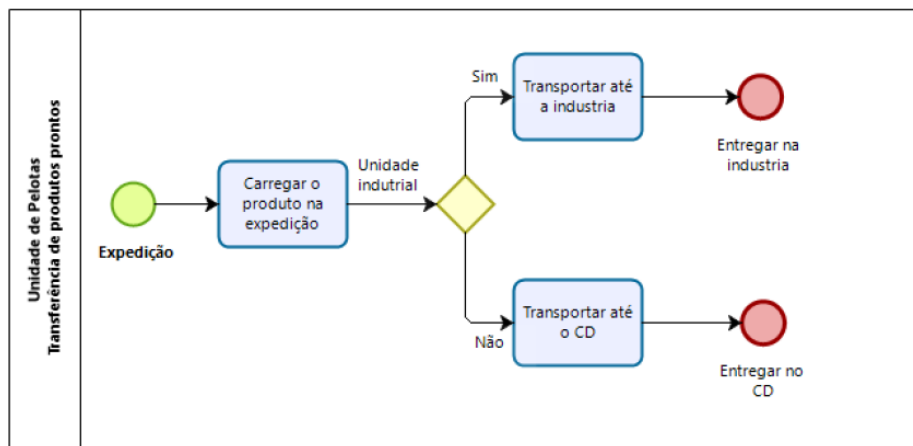 Unidade de Pelotas
Transferência de produtos prontos
Expedição
Carregar o
produto na
expedição
Unidade
indutrial
Sim
Transportar até
a industria
Entregar na
industria
Não
Transportar até
o CD
Entregar no
CD